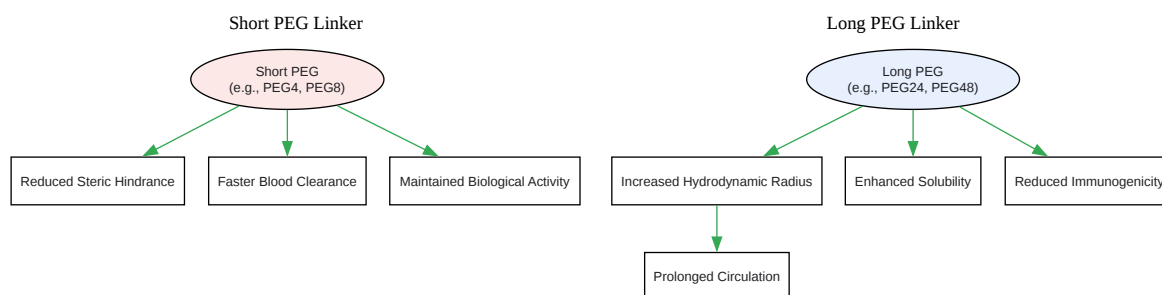 Short PEG Linker
Short PEG
(e.g., PEG4, PEG8)
Reduced Steric Hindrance
Faster Blood Clearance
Maintained Biological Activity
Long PEG Linker
Long PEG
(e.g., PEG24, PEG48)
Increased Hydrodynamic Radius
Enhanced Solubility
Reduced Immunogenicity
Prolonged Circulation